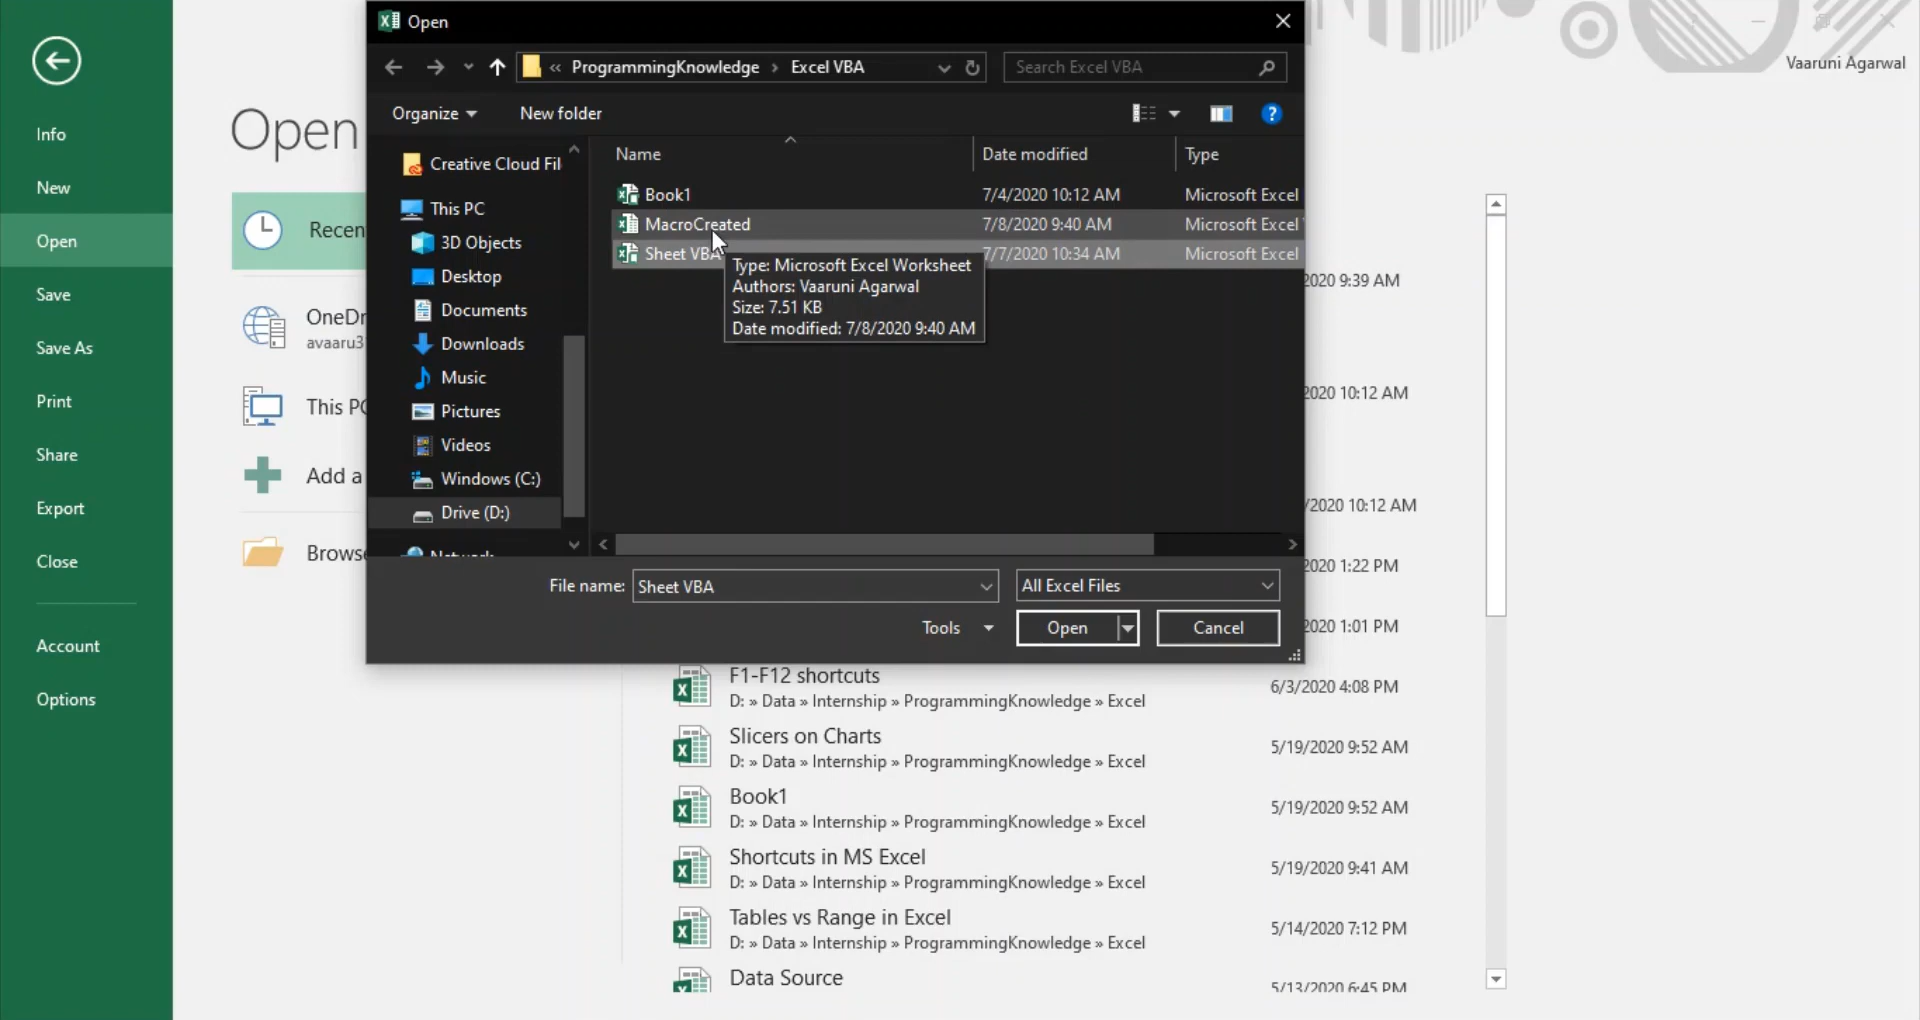 Open
Vaaruni Agarwal
« ProgrammingKnowledge › Excel VBA
Search Excel VBA
Organize
New folder
Info
New
Open
Save
Save As
Print
Share
Export
Close
Account
Options
Open
Recen
OneDr
avaaru3
This PC
Add a
Browse
Creative Cloud Fil
This PC
3D Objects
Desktop
Documents
Downloads
Music
Pictures
Videos
Windows (C:)
Drive (D:)
Network
Name Date modified Type
Book1 7/4/2020 10:12 AM Microsoft Excel
MacroCreated 7/8/2020 9:40 AM Microsoft Excel
Sheet VBA 7/7/2020 10:34 AM Microsoft Excel
Type: Microsoft Excel Worksheet
Authors: Vaaruni Agarwal
Size: 7.51 KB
Date modified: 7/8/2020 9:40 AM
File name: Sheet VBA All Excel Files
Tools Open Cancel
2020 9:39 AM
2020 10:12 AM
/2020 10:12 AM
2020 1:22 PM
2020 1:01 PM
F1-F12 shortcuts 6/3/2020 4:08 PM
D: » Data » Internship » ProgrammingKnowledge » Excel
Slicers on Charts 5/19/2020 9:52 AM
D: » Data » Internship » ProgrammingKnowledge » Excel
Book1 5/19/2020 9:52 AM
D: » Data » Internship » ProgrammingKnowledge » Excel
Shortcuts in MS Excel 5/19/2020 9:41 AM
D: » Data » Internship » ProgrammingKnowledge » Excel
Tables vs Range in Excel 5/14/2020 7:12 PM
D: » Data » Internship » ProgrammingKnowledge » Excel
Data Source 5/13/2020 6:45 PM